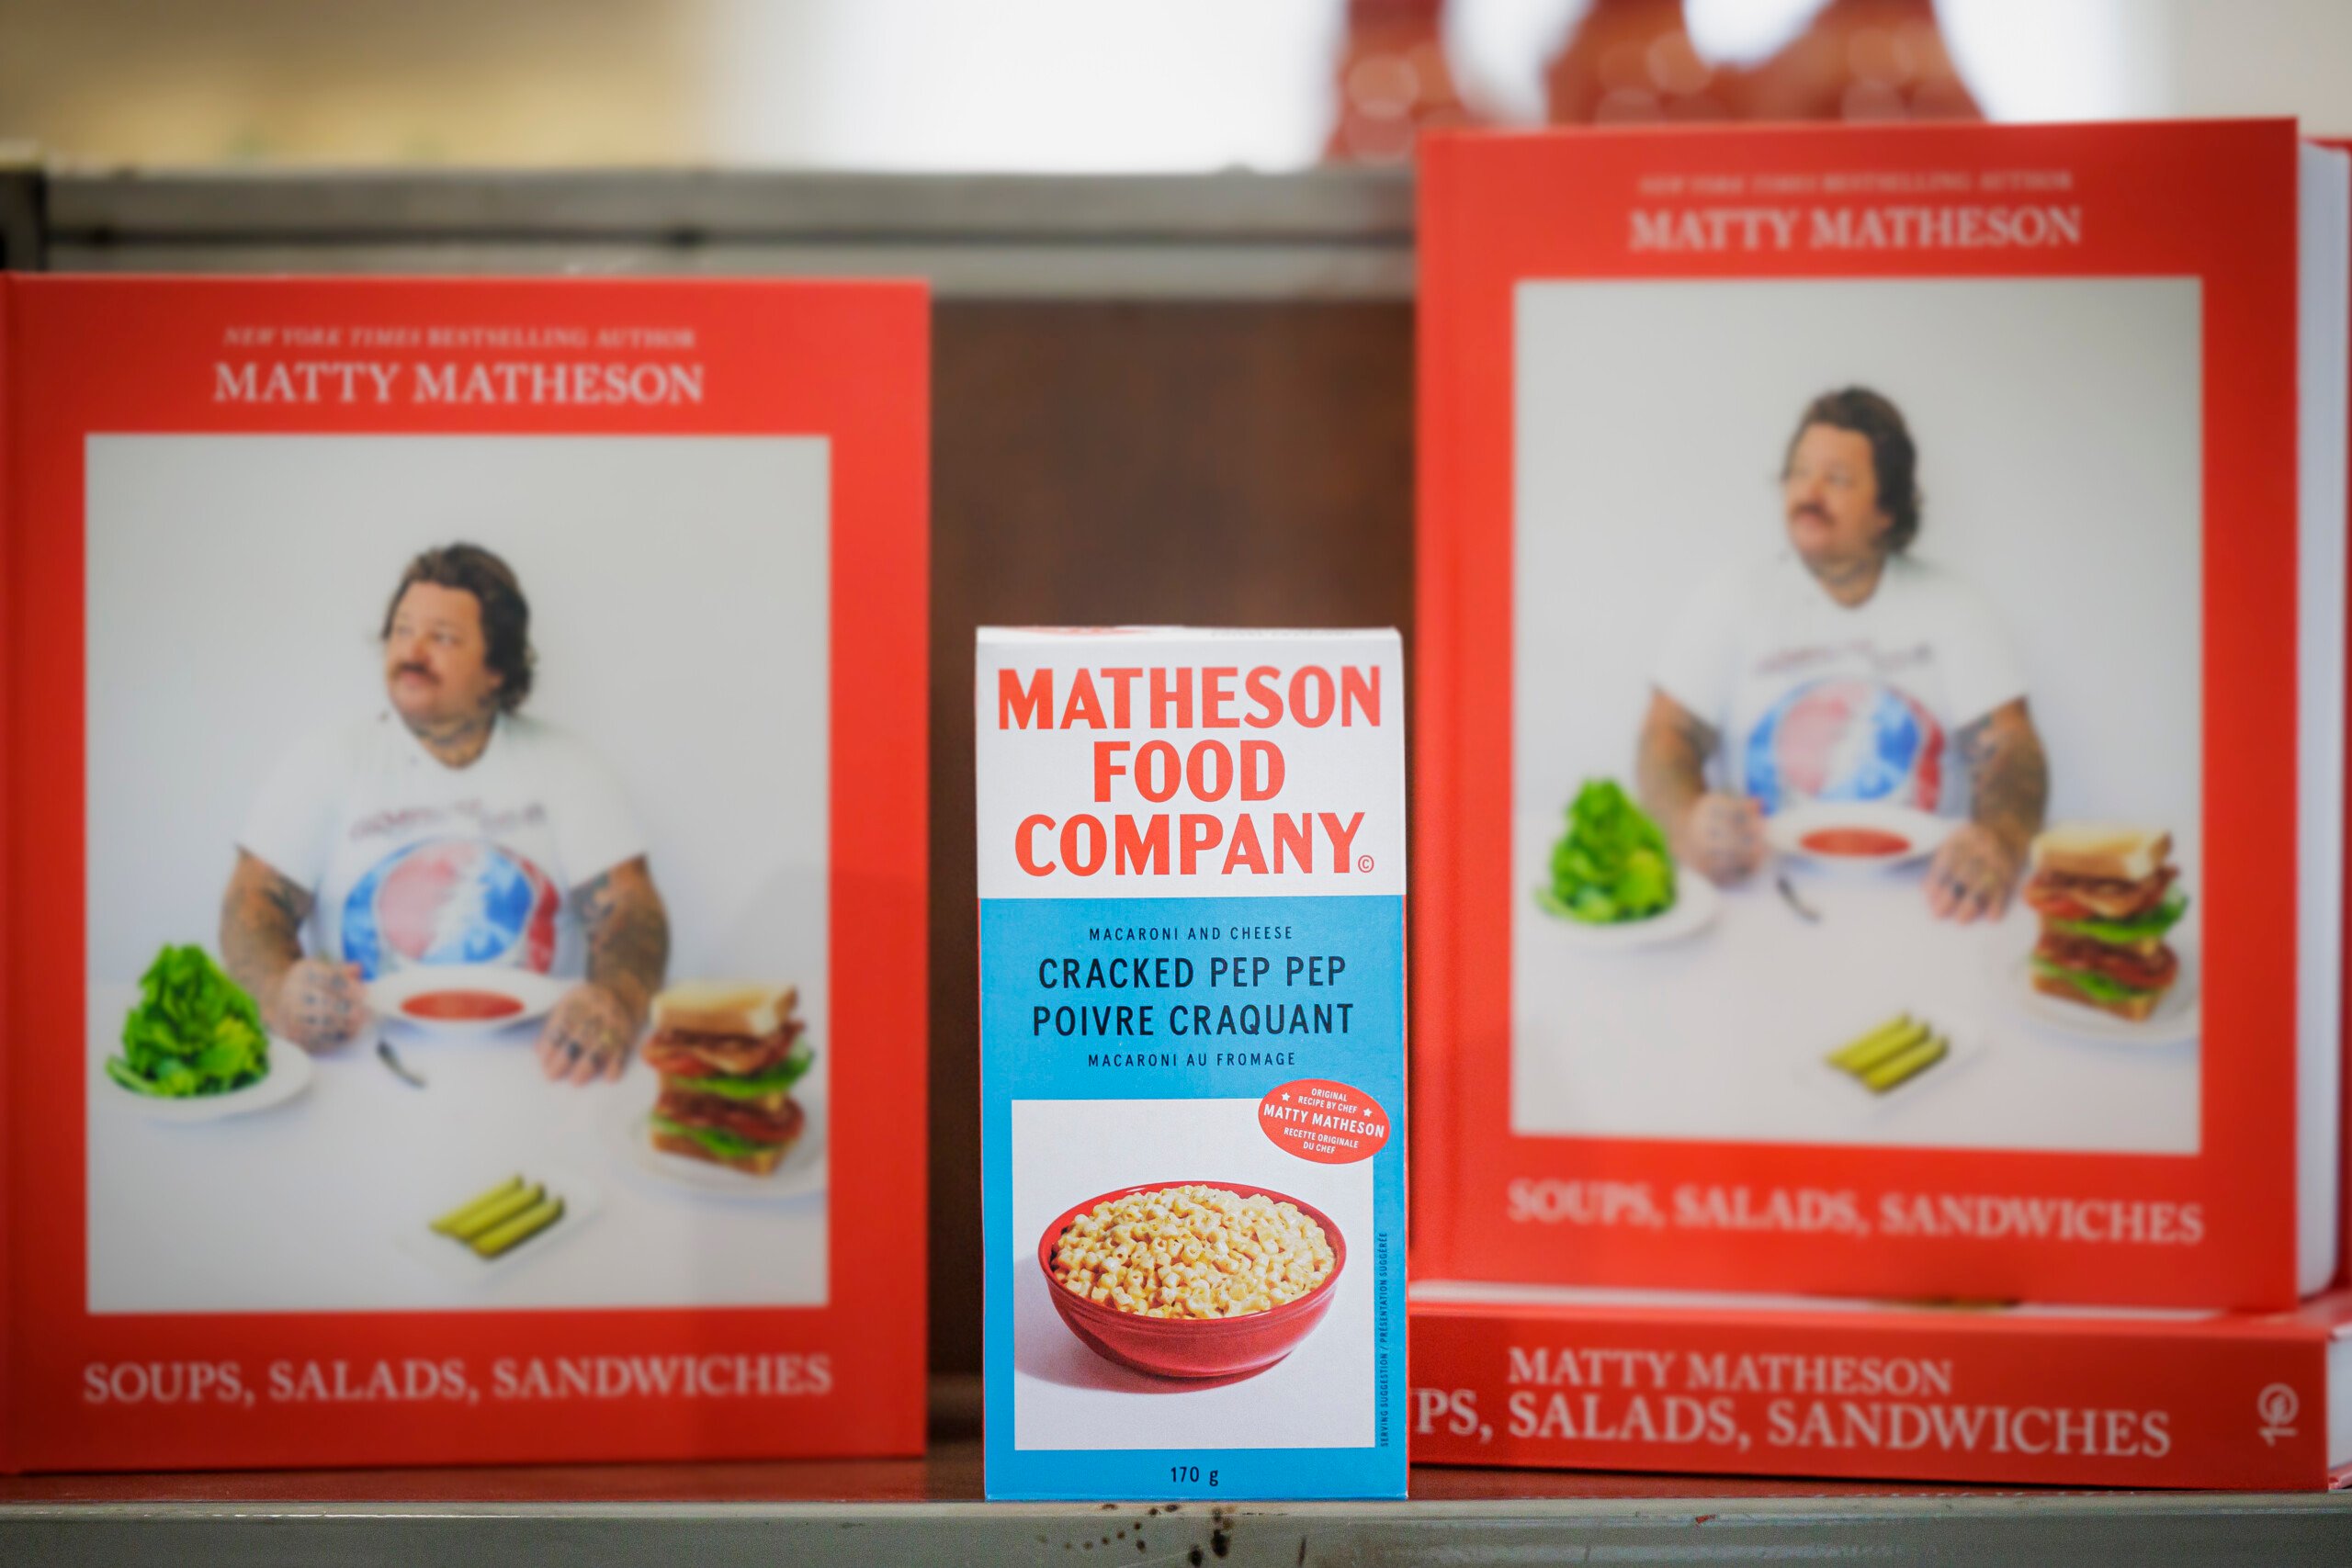 NEW YORK TIMES BESTSELLING AUTHOR
MATTY MATHESON
SOUPS, SALADS, SANDWICHES
MATHESON
FOOD
COMPANY©
MACARONI AND CHEESE
CRACKED PEP PEP
POIVRE CRAQUANT
MACARONI AU FROMAGE
ORIGINAL
RECIPE BY CHEF
MATTY MATHESON
RECETTE ORIGINALE
DU CHEF
SERVING SUGGESTION / PRÉSENTATION SUGGÉRÉE
170 g
NEW YORK TIMES BESTSELLING AUTHOR
MATTY MATHESON
SOUPS, SALADS, SANDWICHES
MATTY MATHESON
PS, SALADS, SANDWICHES